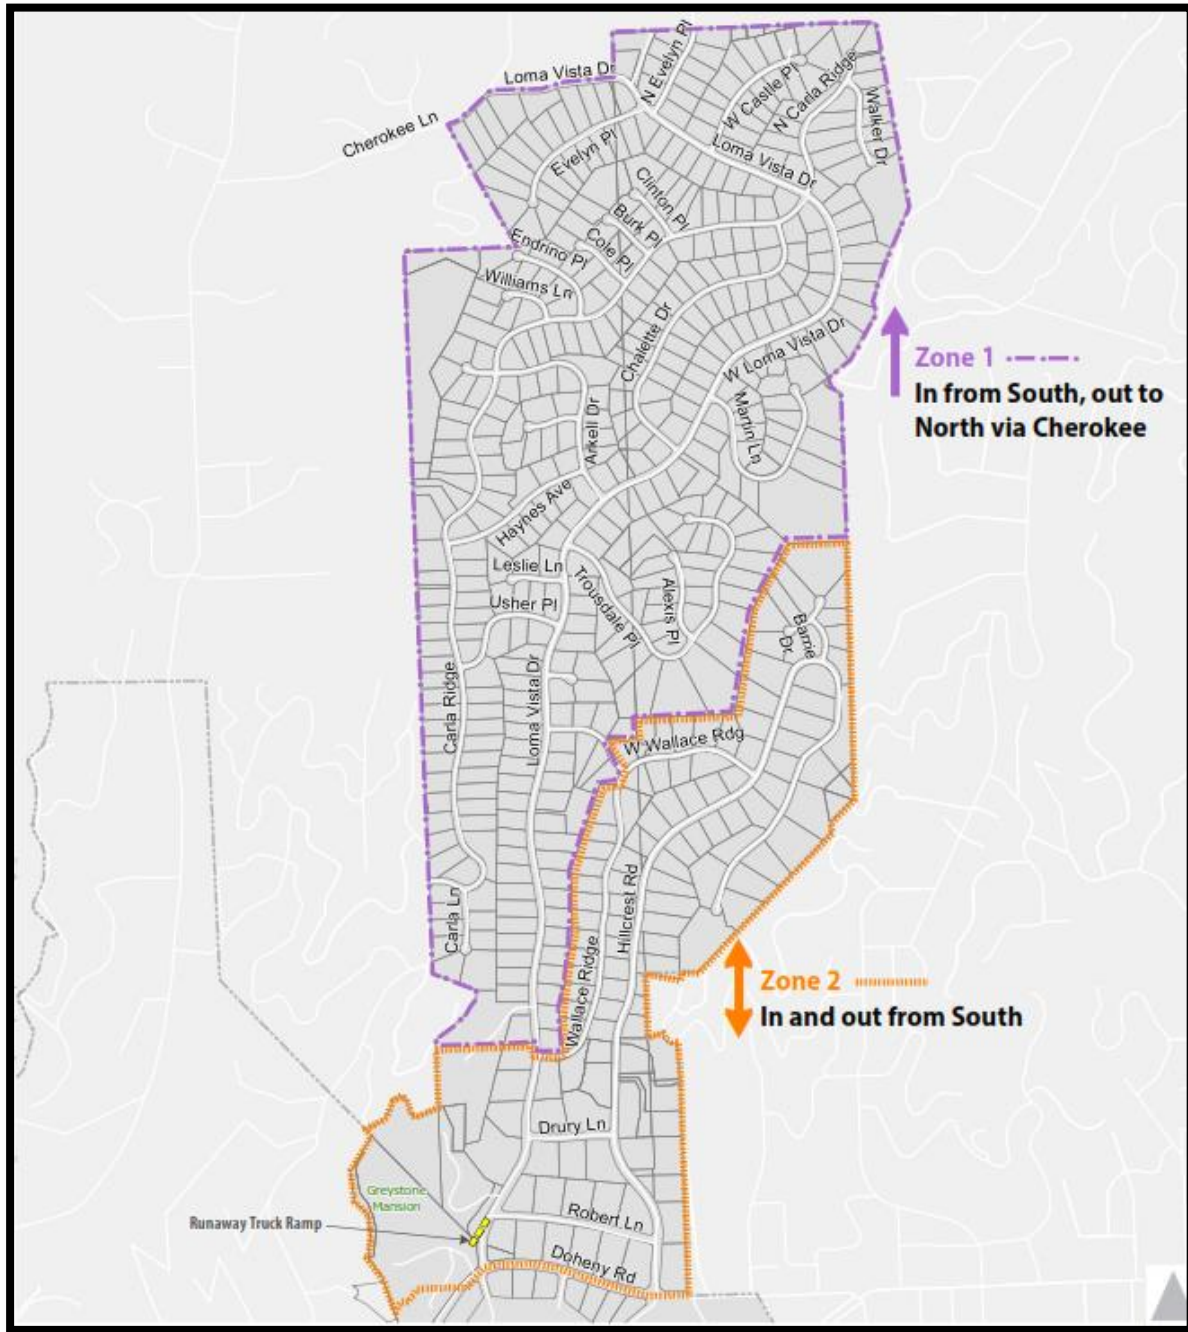 N Evelyn Pl
Loma Vista Dr
W Castle Pl
N Carla Ridge
Walker Dr
Cherokee Ln
Evelyn Pl
Loma Vista Dr
Clinton Pl
Burk Pl
Cole Pl
Endrino Pl
Williams Ln
Chalette Dr
W Loma Vista Dr
Zone 1
In from South, out to
North via Cherokee
Martin Ln
Arkell Dr
Haynes Ave
Leslie Ln
Usher Pl
Trousdale Pl
Alexis Pl
Barrie
Dr
Carla Ridge
Loma Vista Dr
W Wallace Rdg
Hillcrest Rd
Carla Ln
Wallace Ridge
Zone 2
In and out from South
Drury Ln
Greystone
Mansion
Runaway Truck Ramp
Robert Ln
Doheny Rd